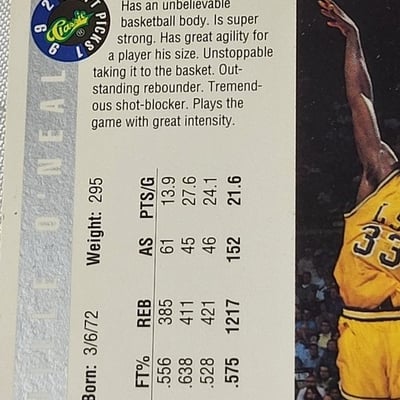 Has an unbelievable
basketball body. Is super
strong. Has great agility for
a player his size. Unstoppable
taking it to the basket. Out-
standing rebounder. Tremend-
ous shot-blocker. Plays the
game with great intensity.
Classic
PICKS
O'NEAL
Born: 3/6/72 Weight: 295
FT% REB AS PTS/G
.556 385 61 13.9
.638 411 45 27.6
.528 421 46 24.1
.575 1217 152 21.6
33